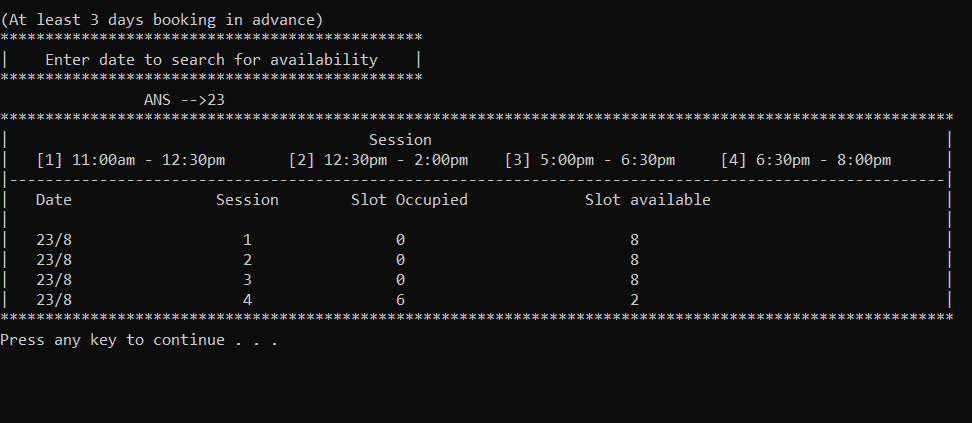 (At least 3 days booking in advance)
***********************************************
|    Enter date to search for availability    |
***********************************************
                ANS -->23
**********************************************************************************************************
|                                        Session                                                         |
|   [1] 11:00am - 12:30pm       [2] 12:30pm - 2:00pm    [3] 5:00pm - 6:30pm     [4] 6:30pm - 8:00pm      |
|--------------------------------------------------------------------------------------------------------|
|   Date                Session        Slot Occupied             Slot available                          |
|                                                                                                        |
|   23/8                   1                0                         8                                  |
|   23/8                   2                0                         8                                  |
|   23/8                   3                0                         8                                  |
|   23/8                   4                6                         2                                  |
**********************************************************************************************************
Press any key to continue . . .